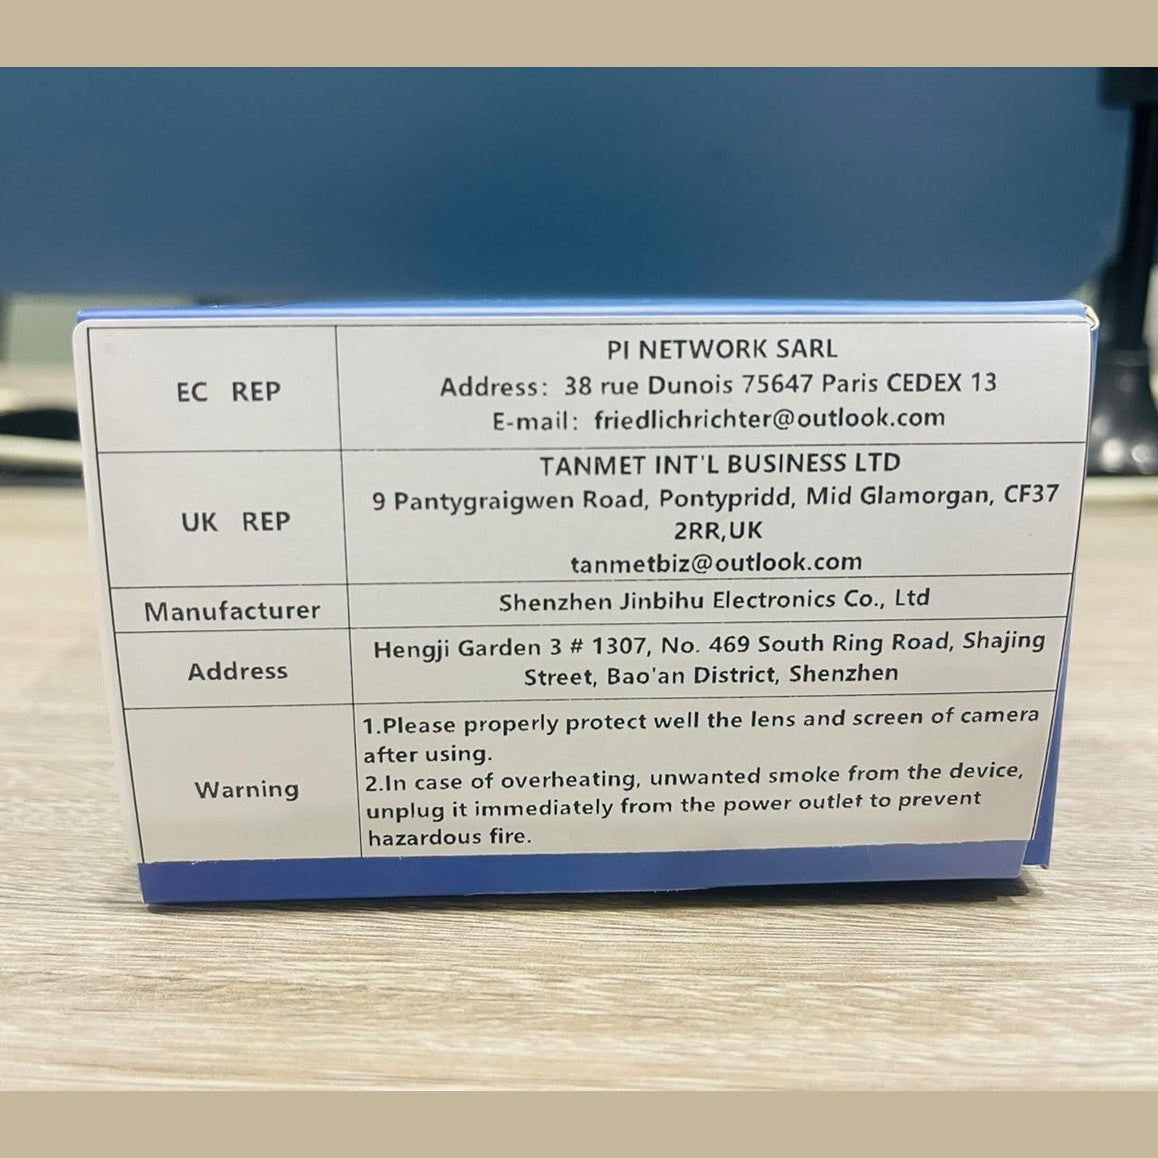 EC REP
PI NETWORK SARL
Address: 38 rue Dunois 75647 Paris CEDEX 13
E-mail: friedlichrichter@outlook.com
UK REP
TANMET INT'L BUSINESS LTD
9 Pantygraigwen Road, Pontypridd, Mid Glamorgan, CF37
2RR,UK
tanmetbiz@outlook.com
Manufacturer
Shenzhen Jinbihu Electronics Co., Ltd
Address
Hengji Garden 3 # 1307, No. 469 South Ring Road, Shajing
Street, Bao'an District, Shenzhen
Warning
1.Please properly protect well the lens and screen of camera
after using.
2.In case of overheating, unwanted smoke from the device,
unplug it immediately from the power outlet to prevent
hazardous fire.